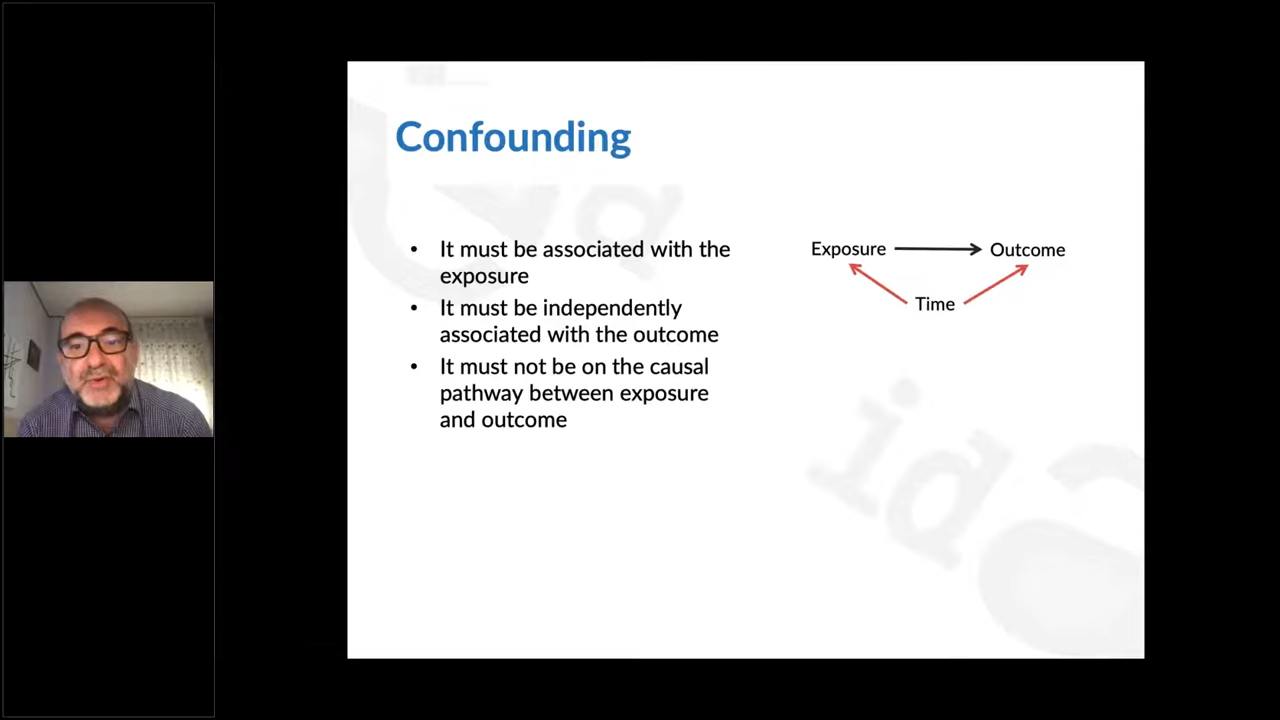 Confounding
• It must be associated with the
exposure
• It must be independently
associated with the outcome
• It must not be on the causal
pathway between exposure
and outcome
Exposure
Outcome
Time